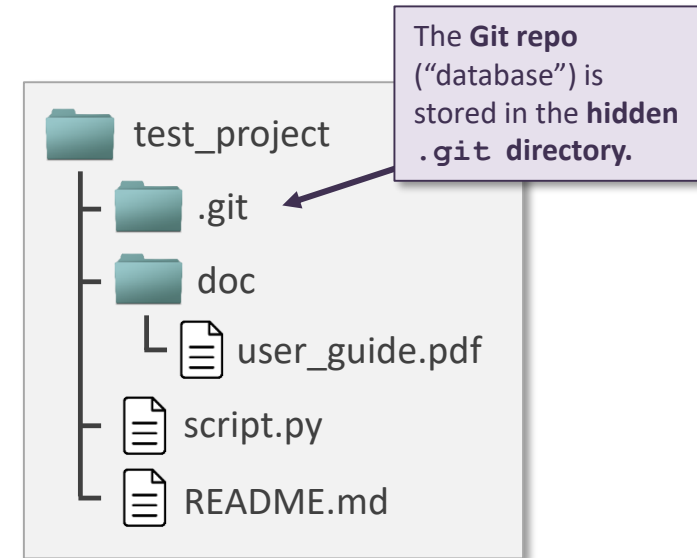 The Git repo
(“database”) is
stored in the hidden
.git directory.
test_project
.git
doc
user_guide.pdf
script.py
README.md